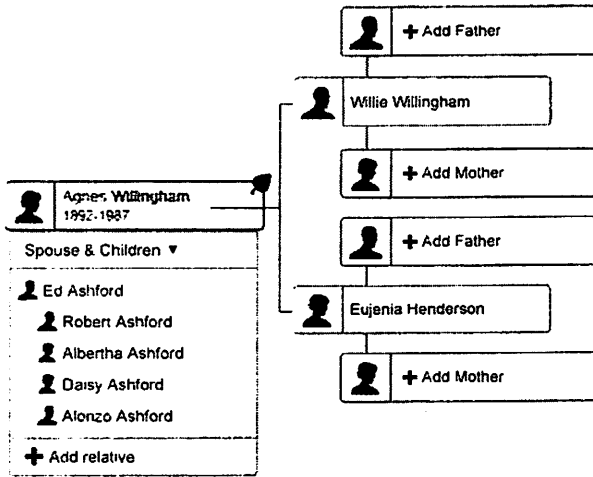 + Add Father
Willie Willingham
+ Add Mother
Agnes Willingham
1892-1987
Spouse & Children ▼
Ed Ashford
Robert Ashford
Albertha Ashford
Daisy Ashford
Alonzo Ashford
+ Add relative
+ Add Father
Eujenia Henderson
+ Add Mother